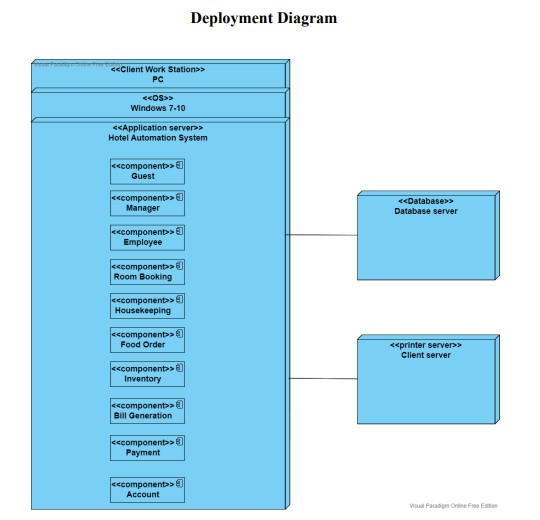 Deployment Diagram
Visual Paradigm Online Free Edition
<<Client Work Station>>
PC
<<OS>>
Windows 7-10
<<Application server>>
Hotel Automation System
<<component>>
Guest
<<component>>
Manager
<<component>>
Employee
<<component>>
Room Booking
<<component>>
Housekeeping
<<component>>
Food Order
<<component>>
Inventory
<<component>>
Bill Generation
<<component>>
Payment
<<component>>
Account
<<Database>>
Database server
<<printer server>>
Client server
Visual Paradigm Online Free Edition